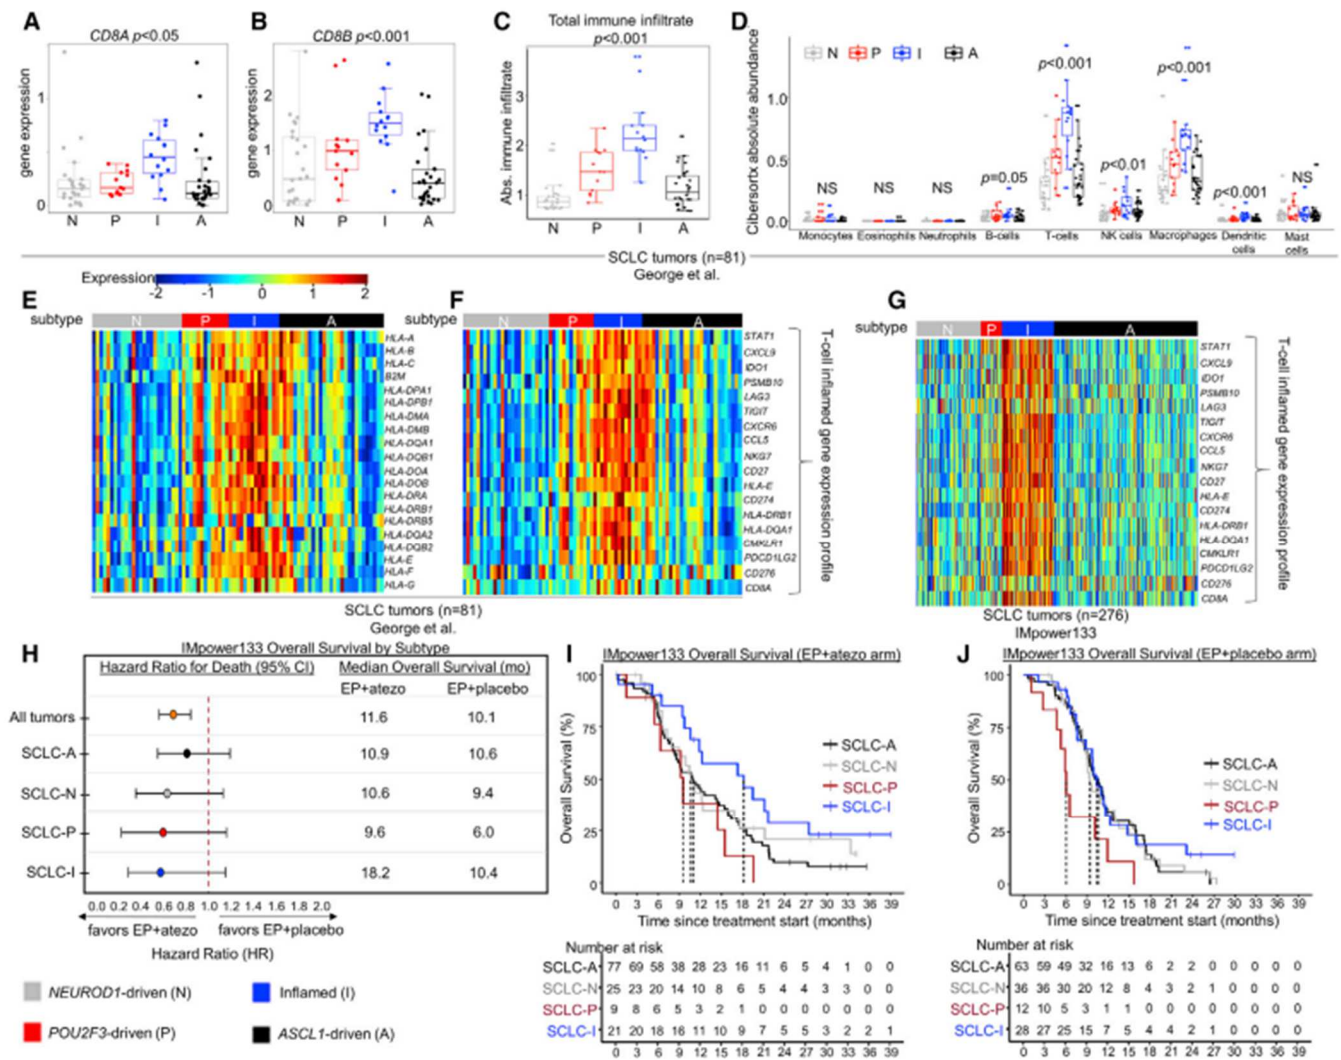 A
CD8A p<0.05
gene expression
1
0
N P I A
B
CD8B p<0.001
gene expression
2
1
0
N P I A
C
Total immune infiltrate
p<0.001
Abs. immune infiltrate
3
2
1
N P I A
D
N P I A
Cibersortx absolute abundance
1.0
0.5
0.0
NS
NS
NS
p=0.05
p<0.001
p<0.01
p<0.001
p<0.001
NS
Monocytes Eosinophils Neutrophils B-cells T-cells NK cells Macrophages Dendritic cells Mast cells
SCLC tumors (n=81)
George et al.
Expression
-2 -1 0 1 2
E
subtype N P I A
HLA-A
HLA-B
HLA-C
B2M
HLA-DPA1
HLA-DPB1
HLA-DMA
HLA-DMB
HLA-DQA1
HLA-DQB1
HLA-DOA
HLA-DOB
HLA-DRA
HLA-DRB1
HLA-DRB5
HLA-DQA2
HLA-DQB2
HLA-E
HLA-F
HLA-G
F
subtype N P I A
STAT1
CXCL9
IDO1
PSMB10
LAG3
TIGIT
CXCR6
CCL5
NKG7
CD27
HLA-E
CD274
HLA-DRB1
HLA-DQA1
CMKLR1
PDCD1LG2
CD276
CD8A
T-cell inflamed gene expression profile
SCLC tumors (n=81)
George et al.
G
subtype N P I A
STAT1
CXCL9
IDO1
PSMB10
LAG3
TIGIT
CXCR6
CCL5
NKG7
CD27
HLA-E
CD274
HLA-DRB1
HLA-DQA1
CMKLR1
PDCD1LG2
CD276
CD8A
T-cell inflamed gene expression profile
SCLC tumors (n=276)
IMpower133
H
IMpower133 Overall Survival by Subtype
Hazard Ratio for Death (95% CI) Median Overall Survival (mo)
EP+atezo EP+placebo
All tumors 11.6 10.1
SCLC-A 10.9 10.6
SCLC-N 10.6 9.4
SCLC-P 9.6 6.0
SCLC-I 18.2 10.4
0.0 0.2 0.4 0.6 0.8 1.0 1.2 1.4 1.6 1.8 2.0
favors EP+atezo favors EP+placebo
Hazard Ratio (HR)
NEUROD1-driven (N) Inflamed (I)
POU2F3-driven (P) ASCL1-driven (A)
I
IMpower133 Overall Survival (EP+atezo arm)
Overall Survival (%)
100
75
50
25
0
SCLC-A
SCLC-N
SCLC-P
SCLC-I
0 3 6 9 12 15 18 21 24 27 30 33 36 39
Time since treatment start (months)
Number at risk
SCLC-A 77 69 58 38 28 23 16 11 6 5 4 1 0 0
SCLC-N 25 23 20 14 10 8 6 5 4 4 3 3 0 0
SCLC-P 9 8 6 5 3 2 1 0 0 0 0 0 0 0
SCLC-I 21 20 18 16 11 10 9 7 5 5 3 2 2 1
0 3 6 9 12 15 18 21 24 27 30 33 36 39
J
IMpower133 Overall Survival (EP+placebo arm)
Overall Survival (%)
100
75
50
25
0
SCLC-A
SCLC-N
SCLC-P
SCLC-I
0 3 6 9 12 15 18 21 24 27 30 33 36 39
Time since treatment start (months)
Number at risk
SCLC-A 63 59 49 32 16 13 6 2 2 0 0 0 0 0
SCLC-N 36 36 30 20 12 8 4 3 2 1 0 0 0 0
SCLC-P 12 10 5 3 1 1 0 0 0 0 0 0 0 0
SCLC-I 28 27 25 15 7 5 4 4 2 1 0 0 0 0
0 3 6 9 12 15 18 21 24 27 30 33 36 39